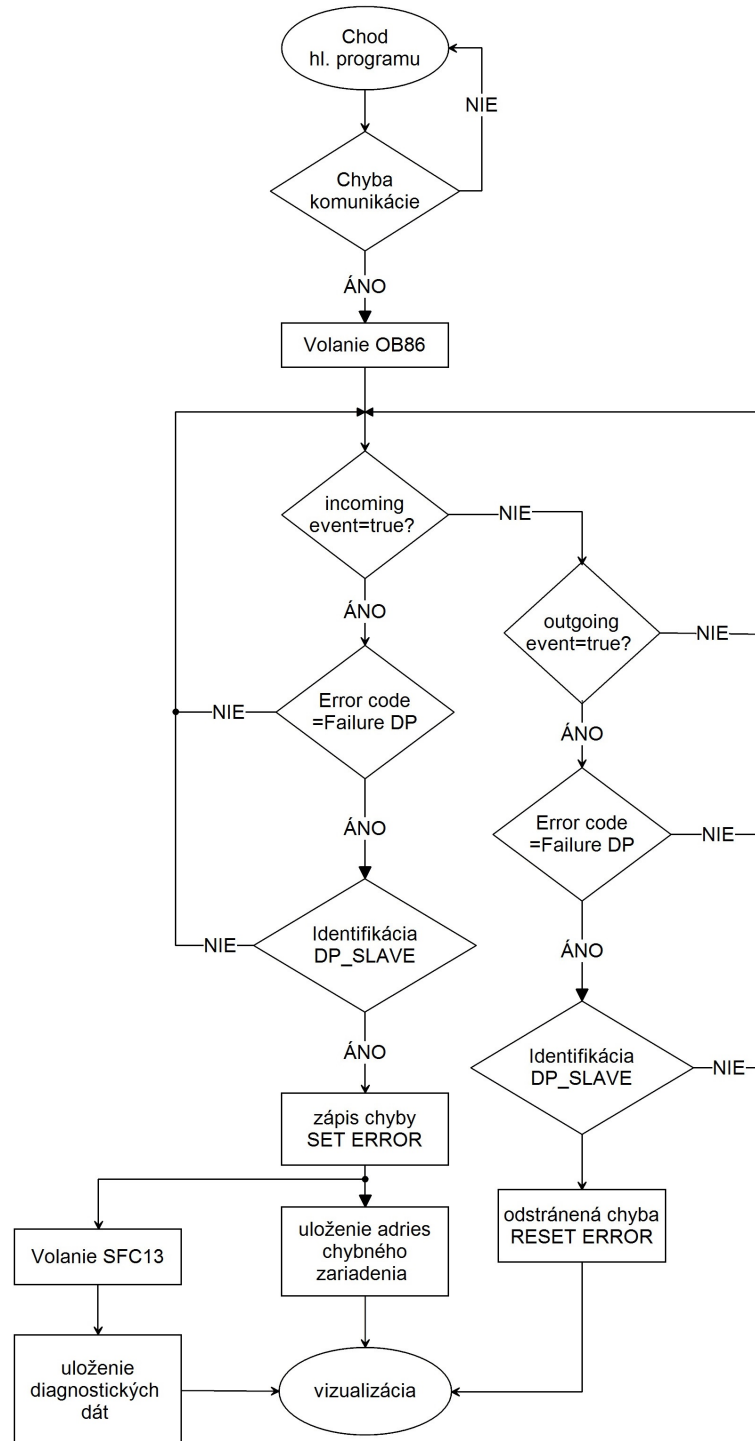 Chod
hl. programu
NIE
Chyba
komunikácie
ÁNO
Volanie OB86
incoming
event=true?
NIE
ÁNO
outgoing
event=true?
NIE
Error code
=Failure DP
NIE
ÁNO
ÁNO
Error code
=Failure DP
NIE
Identifikácia
DP_SLAVE
NIE
ÁNO
ÁNO
Identifikácia
DP_SLAVE
NIE
zápis chyby
SET ERROR
odstránená chyba
RESET ERROR
Volanie SFC13
uloženie adries
chybného
zariadenia
uloženie
diagnostických
dát
vizualizácia